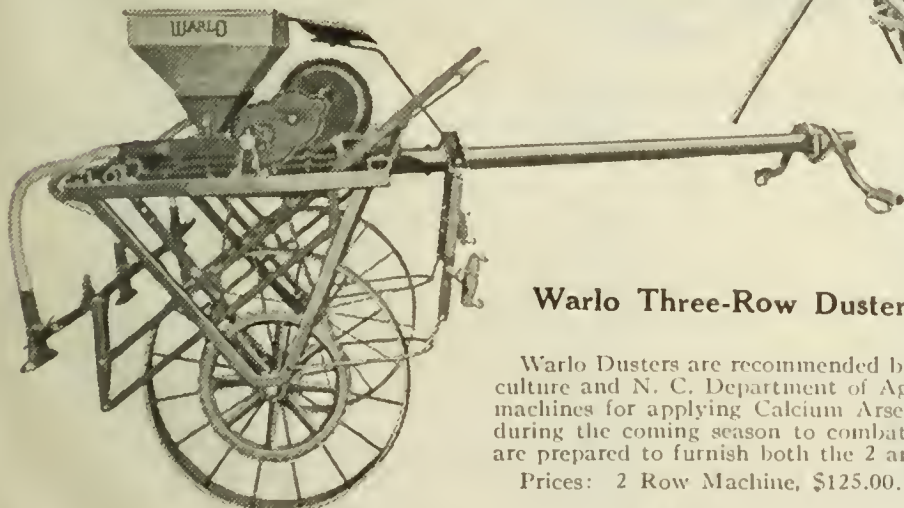 WARLO
Warlo Three-Row Duster
Warlo Dusters are recommended b
culture and N. C. Department of Ag
machines for applying Calcium Arse
during the coming season to combat
are prepared to furnish both the 2 an
Prices: 2 Row Machine, $125.00.